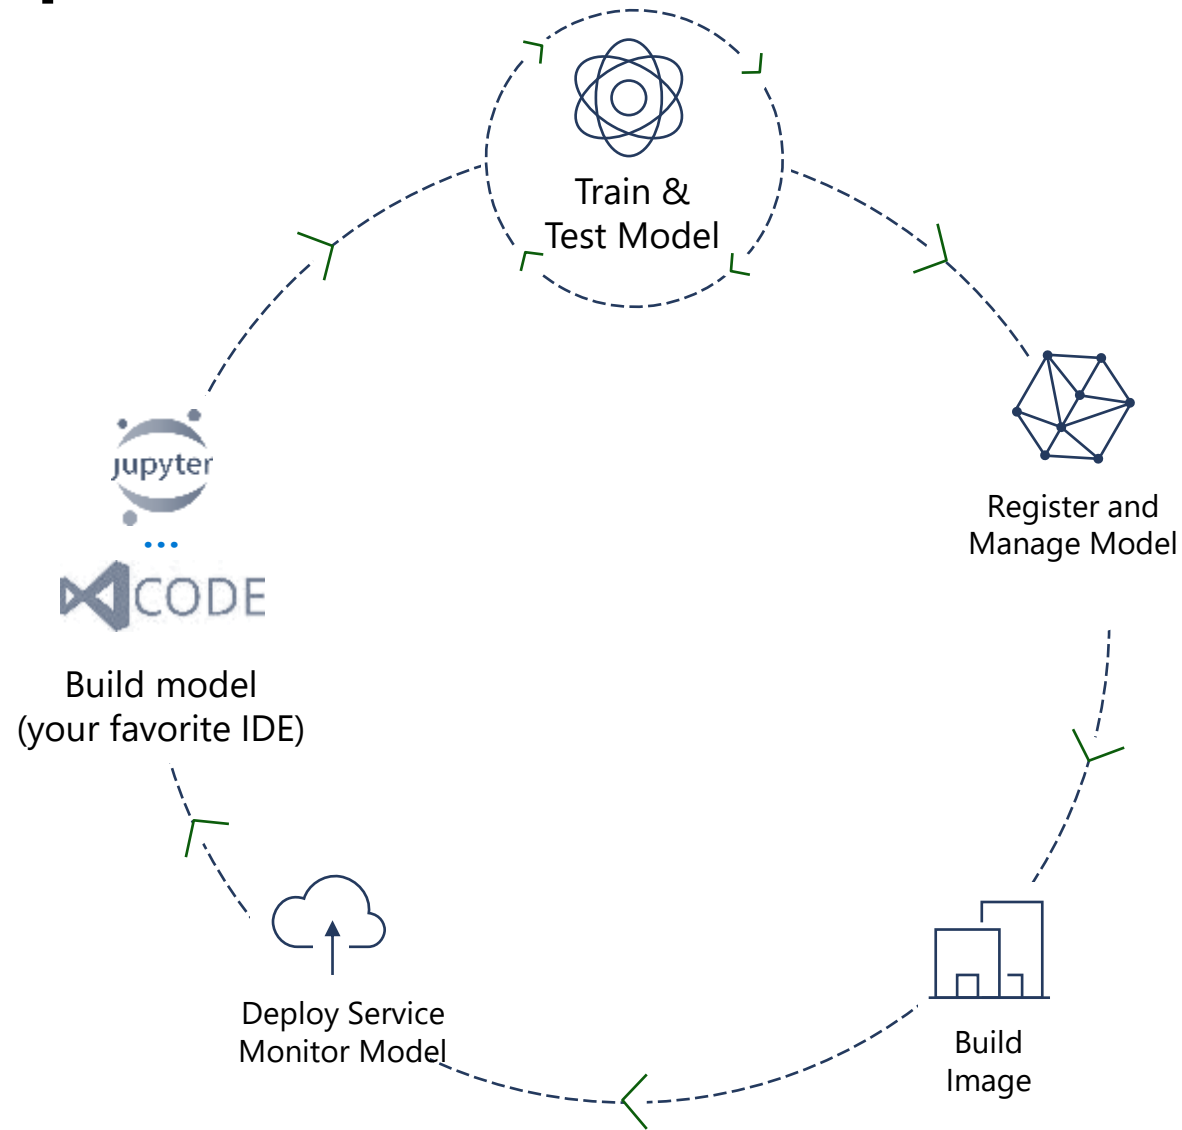 Train &
Test Model
Register and
Manage Model
Build
Image
Deploy Service
Monitor Model
jupyter
CODE
Build model
(your favorite IDE)